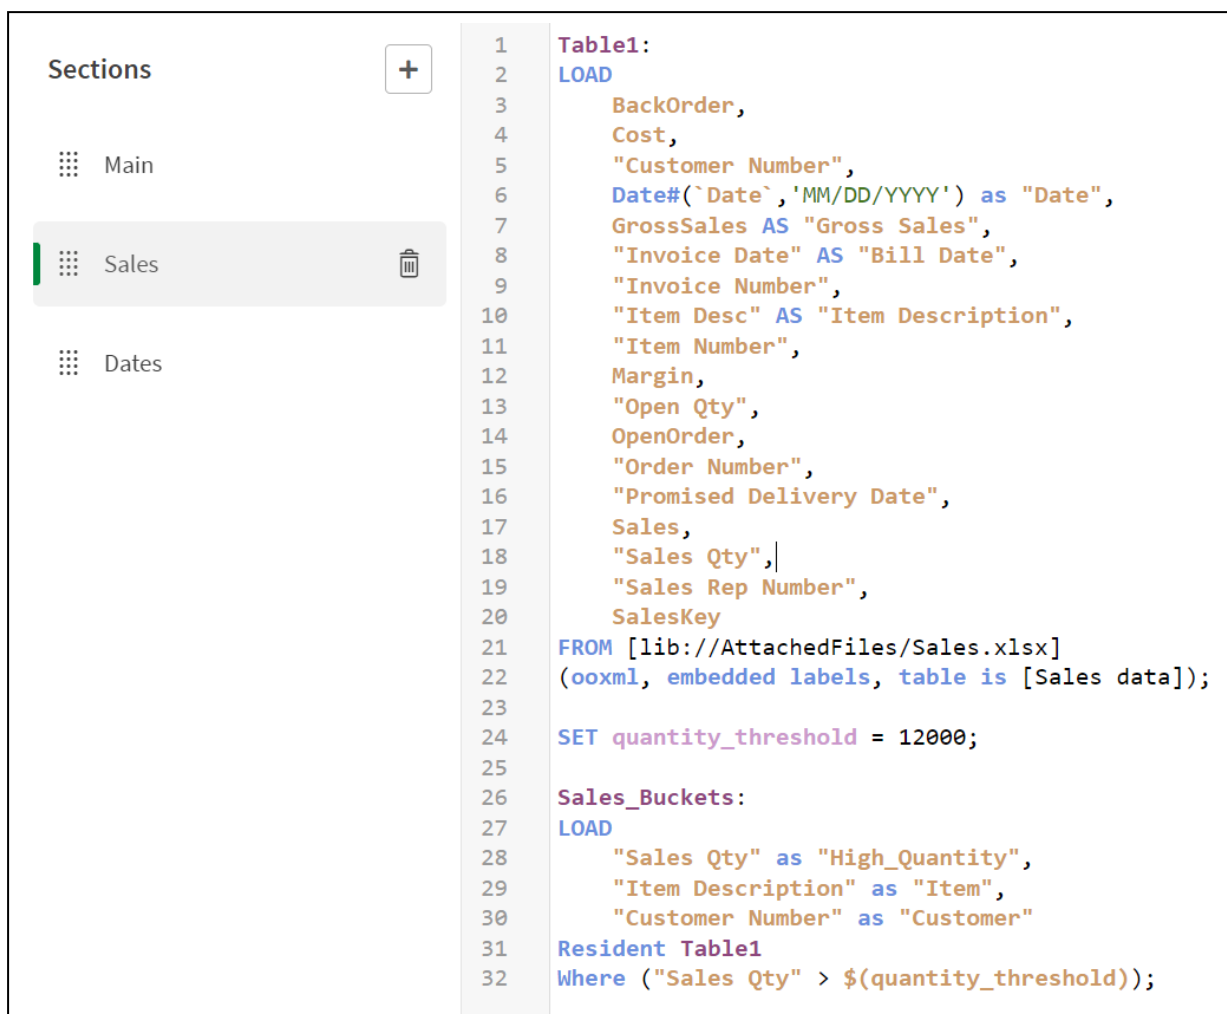 Sections
+
Main
Sales
Dates
1 Table1:
2 LOAD
3 BackOrder,
4 Cost,
5 "Customer Number",
6 Date#(`Date`,'MM/DD/YYYY') as "Date",
7 GrossSales AS "Gross Sales",
8 "Invoice Date" AS "Bill Date",
9 "Invoice Number",
10 "Item Desc" AS "Item Description",
11 "Item Number",
12 Margin,
13 "Open Qty",
14 OpenOrder,
15 "Order Number",
16 "Promised Delivery Date",
17 Sales,
18 "Sales Qty",
19 "Sales Rep Number",
20 SalesKey
21 FROM [lib://AttachedFiles/Sales.xlsx]
22 (ooxml, embedded labels, table is [Sales data]);
23
24 SET quantity_threshold = 12000;
25
26 Sales_Buckets:
27 LOAD
28 "Sales Qty" as "High_Quantity",
29 "Item Description" as "Item",
30 "Customer Number" as "Customer"
31 Resident Table1
32 Where ("Sales Qty" > $(quantity_threshold));